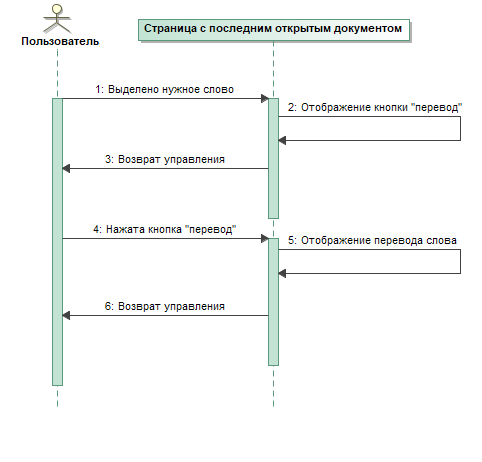 Пользователь
Страница с последним открытым документом
1: Выделено нужное слово
2: Отображение кнопки "перевод"
3: Возврат управления
4: Нажата кнопка "перевод"
5: Отображение перевода слова
6: Возврат управления